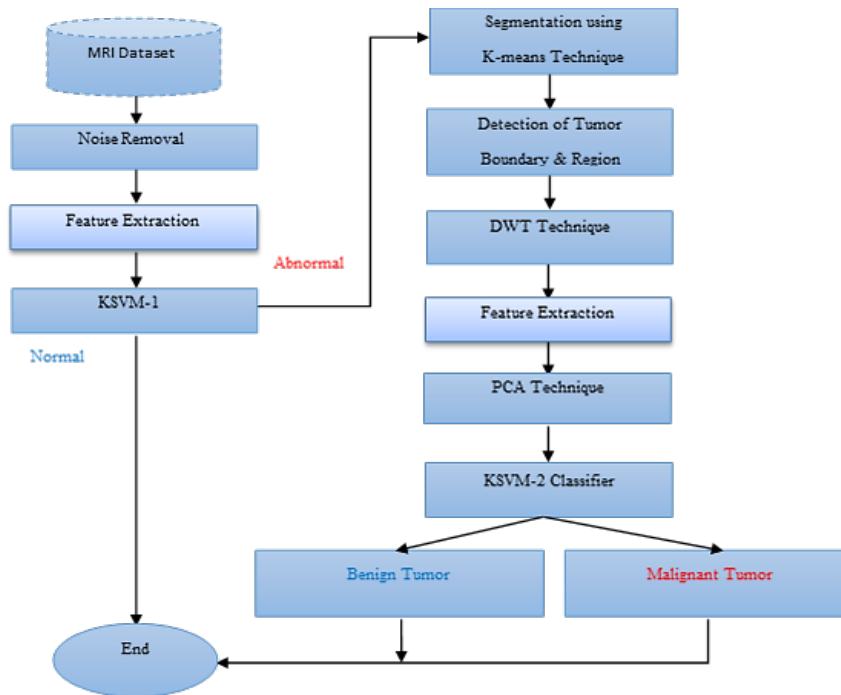 MRI Dataset
Noise Removal
Feature Extraction
KSVM-1
Abnormal
Normal
Segmentation using
K-means Technique
Detection of Tumor
Boundary & Region
DWT Technique
Feature Extraction
PCA Technique
KSVM-2 Classifier
Benign Tumor
Malignant Tumor
End